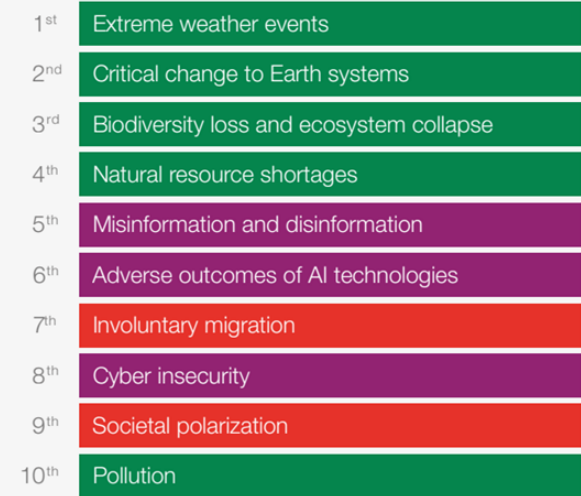 1st Extreme weather events
2nd Critical change to Earth systems
3rd Biodiversity loss and ecosystem collapse
4th Natural resource shortages
5th Misinformation and disinformation
6th Adverse outcomes of AI technologies
7th Involuntary migration
8th Cyber insecurity
9th Societal polarization
10th Pollution